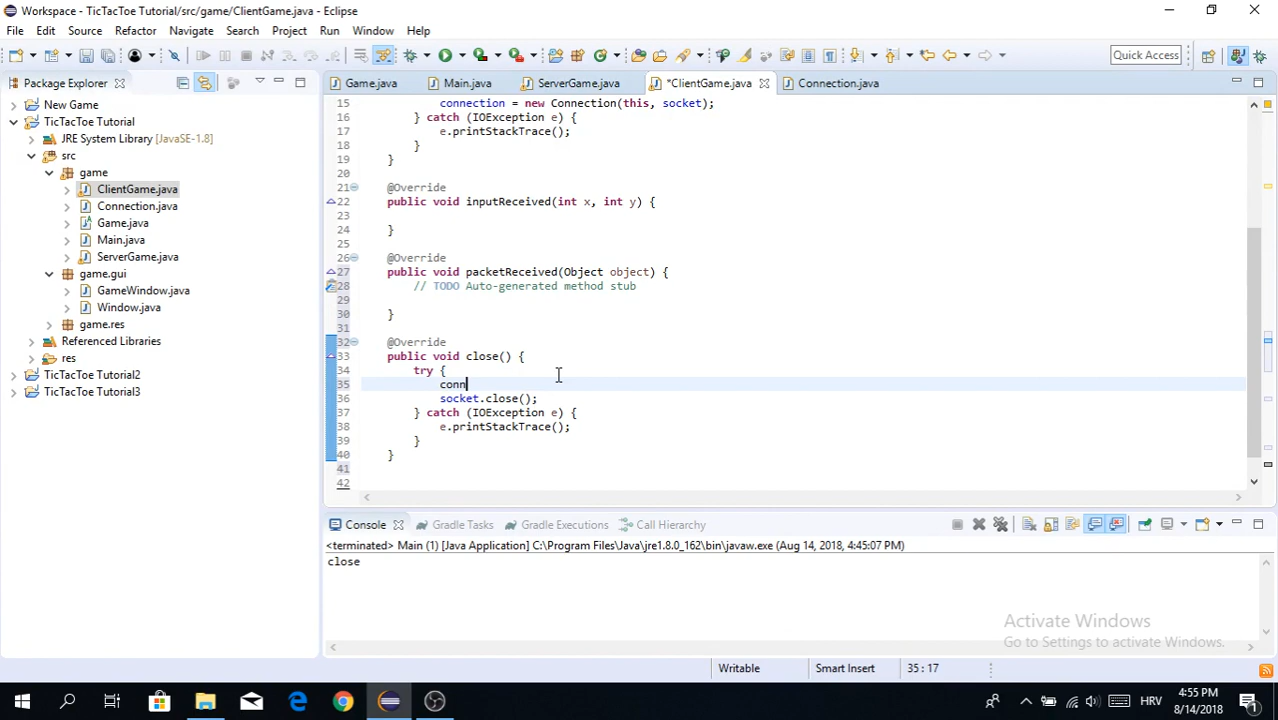 Workspace - TicTacToe Tutorial/src/game/ClientGame.java - Eclipse
File Edit Source Refactor Navigate Search Project Run Window Help
Quick Access
Package Explorer
Game.java Main.java ServerGame.java *ClientGame.java Connection.java
New Game
TicTacToe Tutorial
JRE System Library [JavaSE-1.8]
src
game
ClientGame.java
Connection.java
Game.java
Main.java
ServerGame.java
game.gui
GameWindow.java
Window.java
game.res
Referenced Libraries
res
TicTacToe Tutorial2
TicTacToe Tutorial3
15 connection = new Connection(this, socket);
16 } catch (IOException e) {
17 e.printStackTrace();
18 }
19 }
20
21 @Override
22 public void inputReceived(int x, int y) {
23
24 }
25
26 @Override
27 public void packetReceived(Object object) {
28 // TODO Auto-generated method stub
29
30 }
31
32 @Override
33 public void close() {
34 try {
35 conn
36 socket.close();
37 } catch (IOException e) {
38 e.printStackTrace();
39 }
40 }
41
42
Console Gradle Tasks Gradle Executions Call Hierarchy
<terminated> Main (1) [Java Application] C:\Program Files\Java\jre1.8.0_162\bin\javaw.exe (Aug 14, 2018, 4:45:07 PM)
close
Activate Windows
Go to Settings to activate Windows.
Writable Smart Insert 35 : 17
HRV
4:55 PM
8/14/2018
1